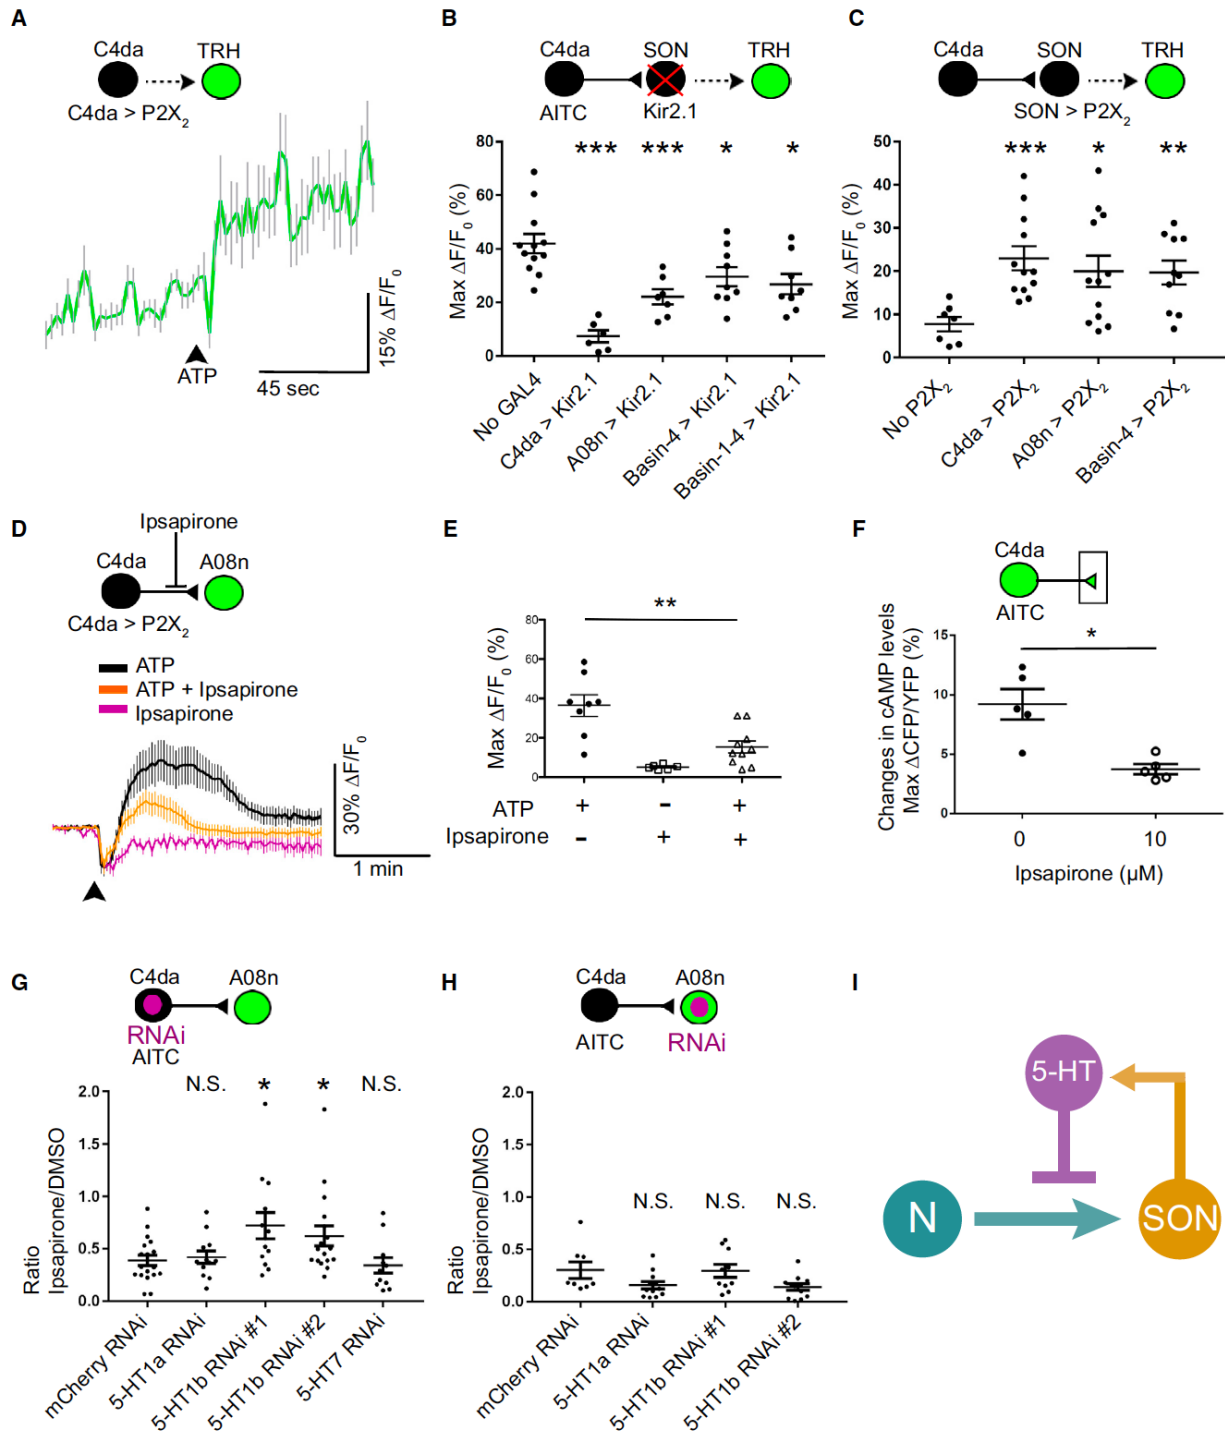 A
C4da
TRH
C4da > P2X2
ATP
45 sec
15% ΔF/F0
B
C4da
SON
TRH
AITC
Kir2.1
Max ΔF/F0 (%)
80
60
40
20
0
***
***
*
*
No GAL4
C4da > Kir2.1
A08n > Kir2.1
Basin-4 > Kir2.1
Basin-1-4 > Kir2.1
C
C4da
SON
TRH
SON > P2X2
Max ΔF/F0 (%)
50
40
30
20
10
0
***
*
**
No P2X2
C4da > P2X2
A08n > P2X2
Basin-4 > P2X2
D
Ipsapirone
C4da
A08n
C4da > P2X2
ATP
ATP + Ipsapirone
Ipsapirone
30% ΔF/F0
1 min
E
Max ΔF/F0 (%)
80
60
40
20
0
**
ATP + - +
Ipsapirone - + +
F
C4da
AITC
Changes in cAMP levels
Max ΔCFP/YFP (%)
15
10
5
0
*
0 10
Ipsapirone (μM)
G
C4da
A08n
RNAi
AITC
Ratio
Ipsapirone/DMSO
2.0
1.5
1.0
0.5
0.0
N.S.
*
*
N.S.
mCherry RNAi
5-HT1a RNAi
5-HT1b RNAi #1
5-HT1b RNAi #2
5-HT7 RNAi
H
C4da
A08n
AITC
RNAi
Ratio
Ipsapirone/DMSO
2.0
1.5
1.0
0.5
0.0
N.S.
N.S.
N.S.
mCherry RNAi
5-HT1a RNAi
5-HT1b RNAi #1
5-HT1b RNAi #2
I
5-HT
N
SON